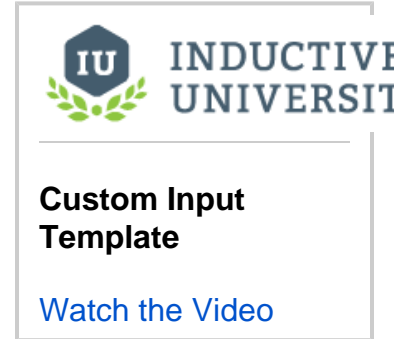 IU
INDUCTIVE
UNIVERSIT
Custom Input
Template
Watch the Video